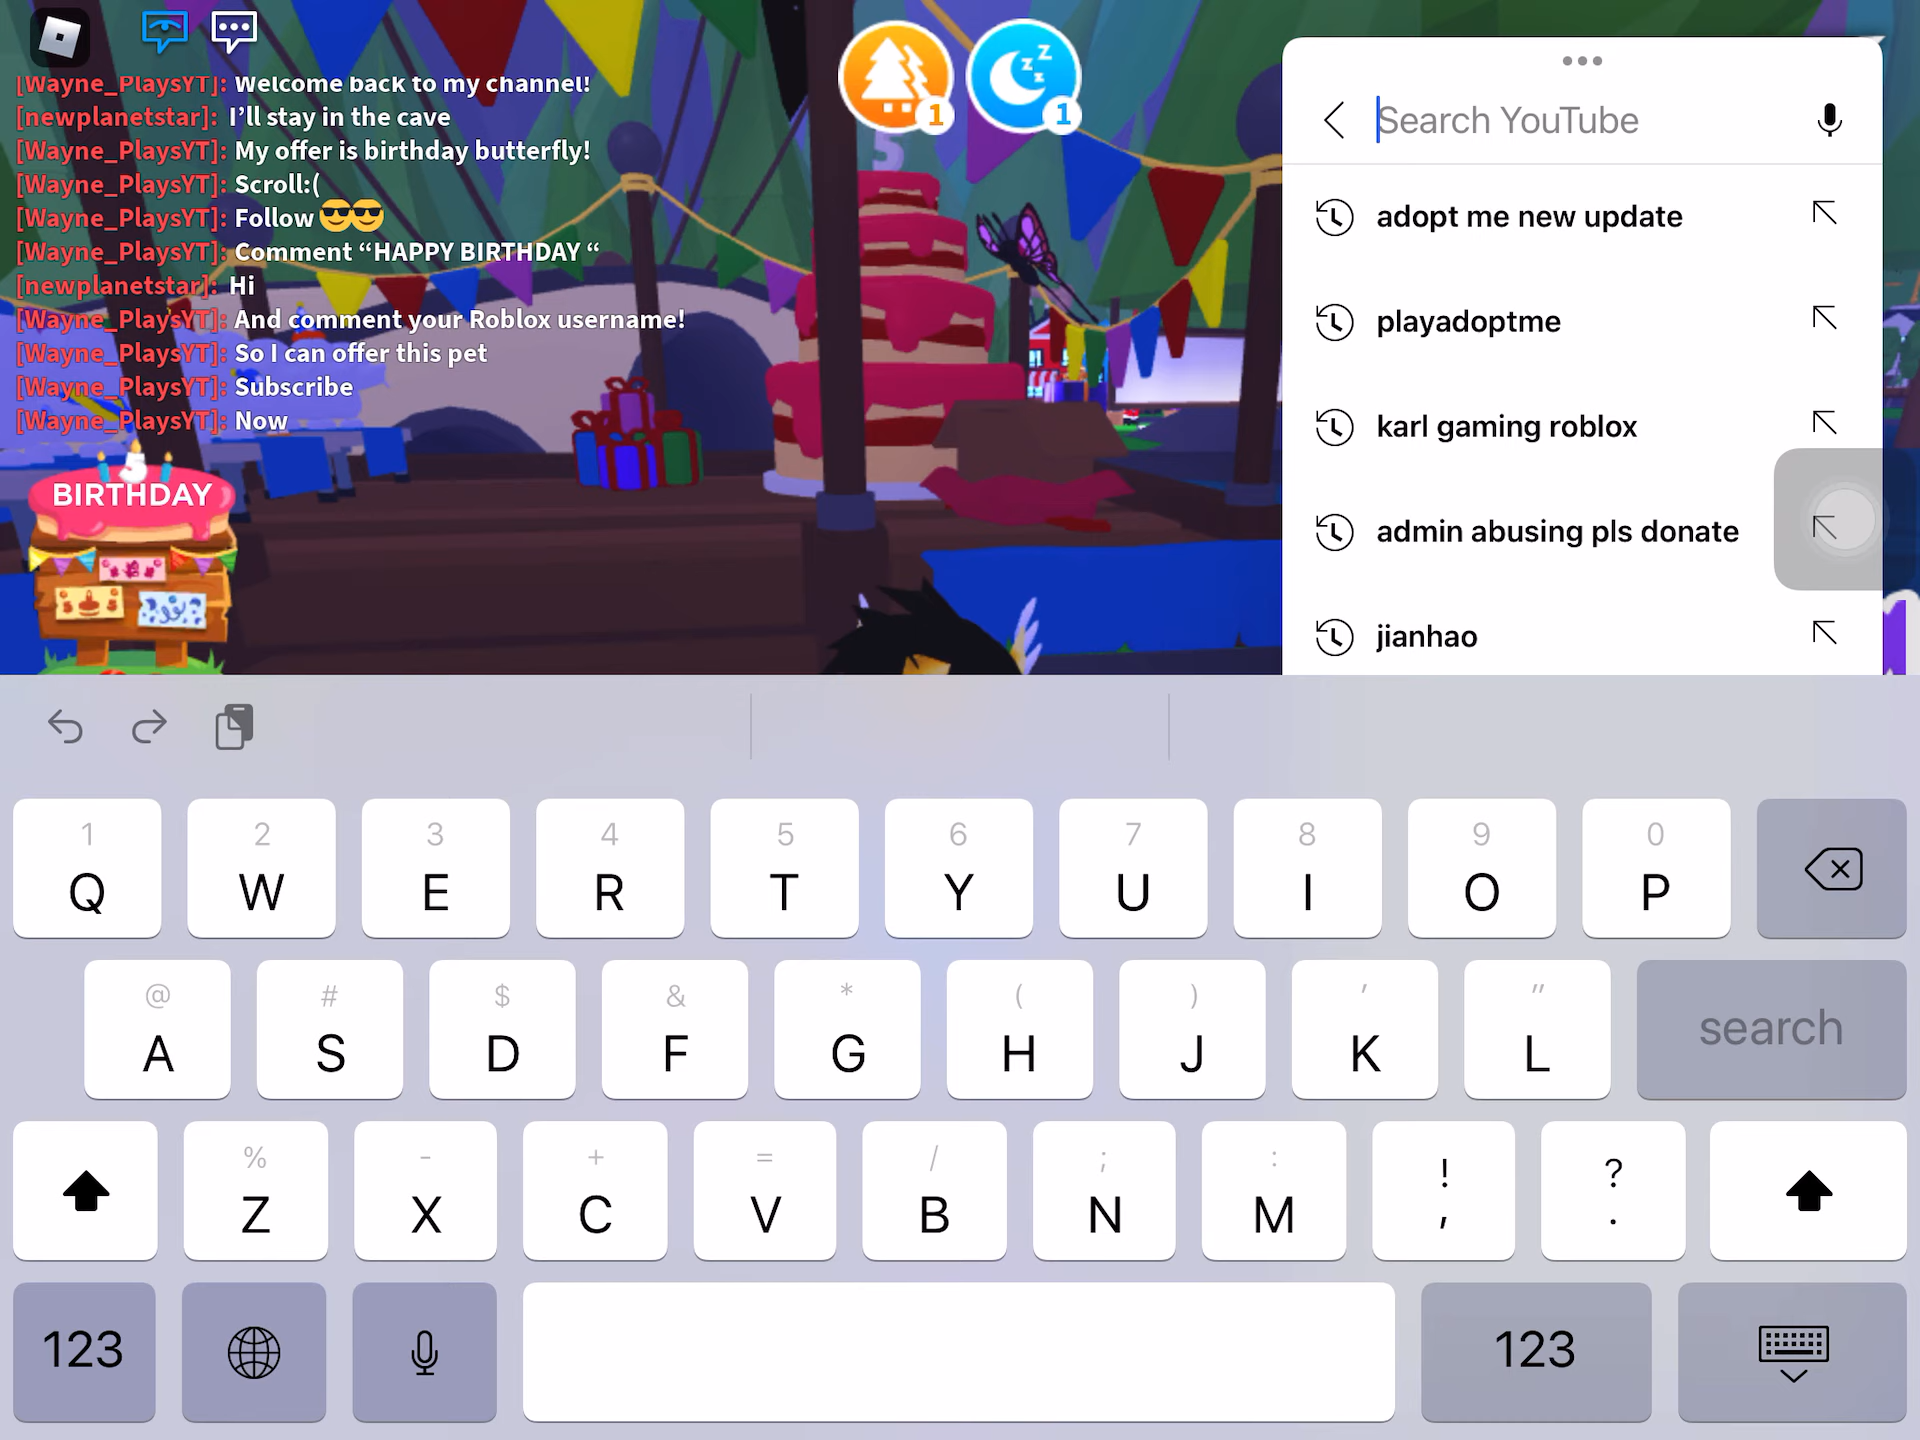 [Wayne_PlaysYT]: Welcome back to my channel!
[newplanetstar]: I’ll stay in the cave
[Wayne_PlaysYT]: My offer is birthday butterfly!
[Wayne_PlaysYT]: Scroll:(
[Wayne_PlaysYT]: Follow 😎😎
[Wayne_PlaysYT]: Comment “HAPPY BIRTHDAY “
[newplanetstar]: Hi
[Wayne_PlaysYT]: And comment your Roblox username!
[Wayne_PlaysYT]: So I can offer this pet
[Wayne_PlaysYT]: Subscribe
[Wayne_PlaysYT]: Now
5
BIRTHDAY
1
1
5
Search YouTube
adopt me new update
playadoptme
karl gaming roblox
admin abusing pls donate
jianhao
1 2 3 4 5 6 7 8 9 0
Q W E R T Y U I O P
@ # $ & * ( ) ' "
A S D F G H J K L search
% - + = / ; : ! ?
Z X C V B N M , .
123 123